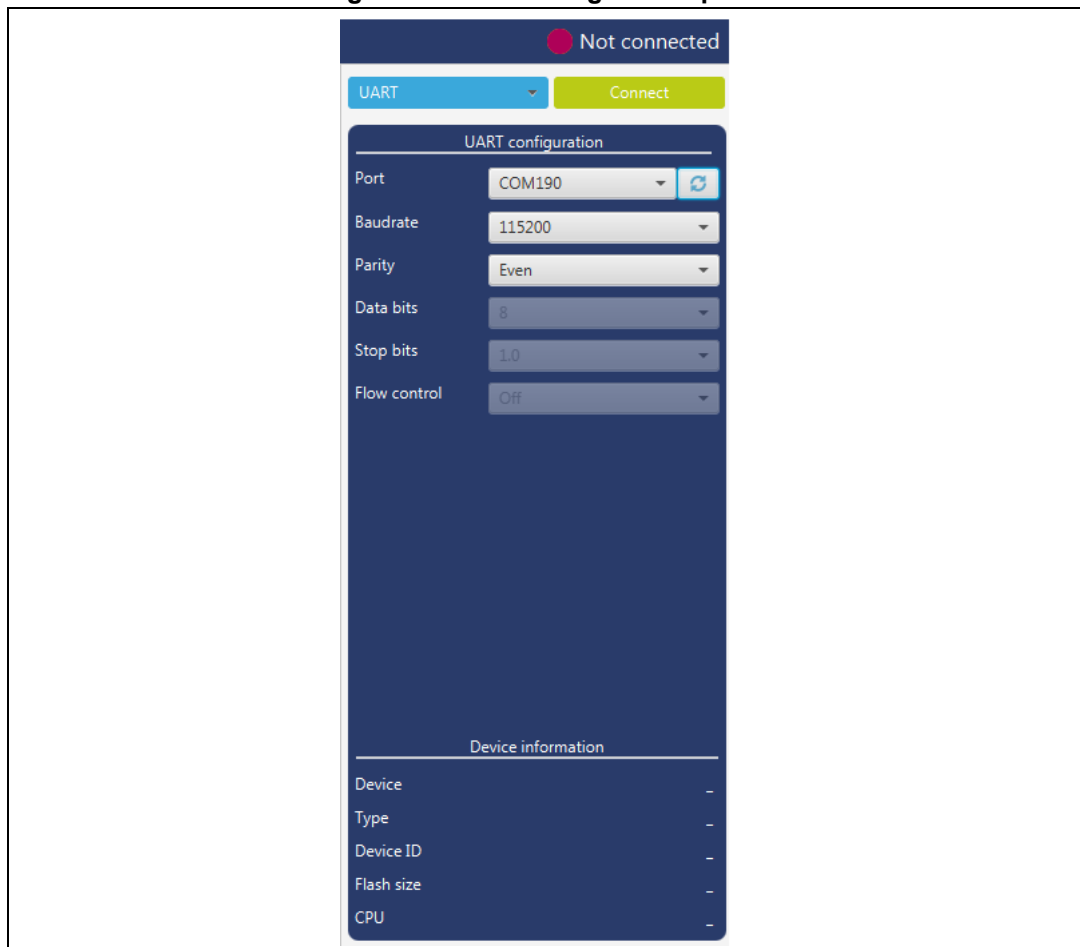 Not connected
UART Connect
UART configuration
Port COM190
Baudrate 115200
Parity Even
Data bits 8
Stop bits 1.0
Flow control Off
Device information
Device –
Type –
Device ID –
Flash size –
CPU –